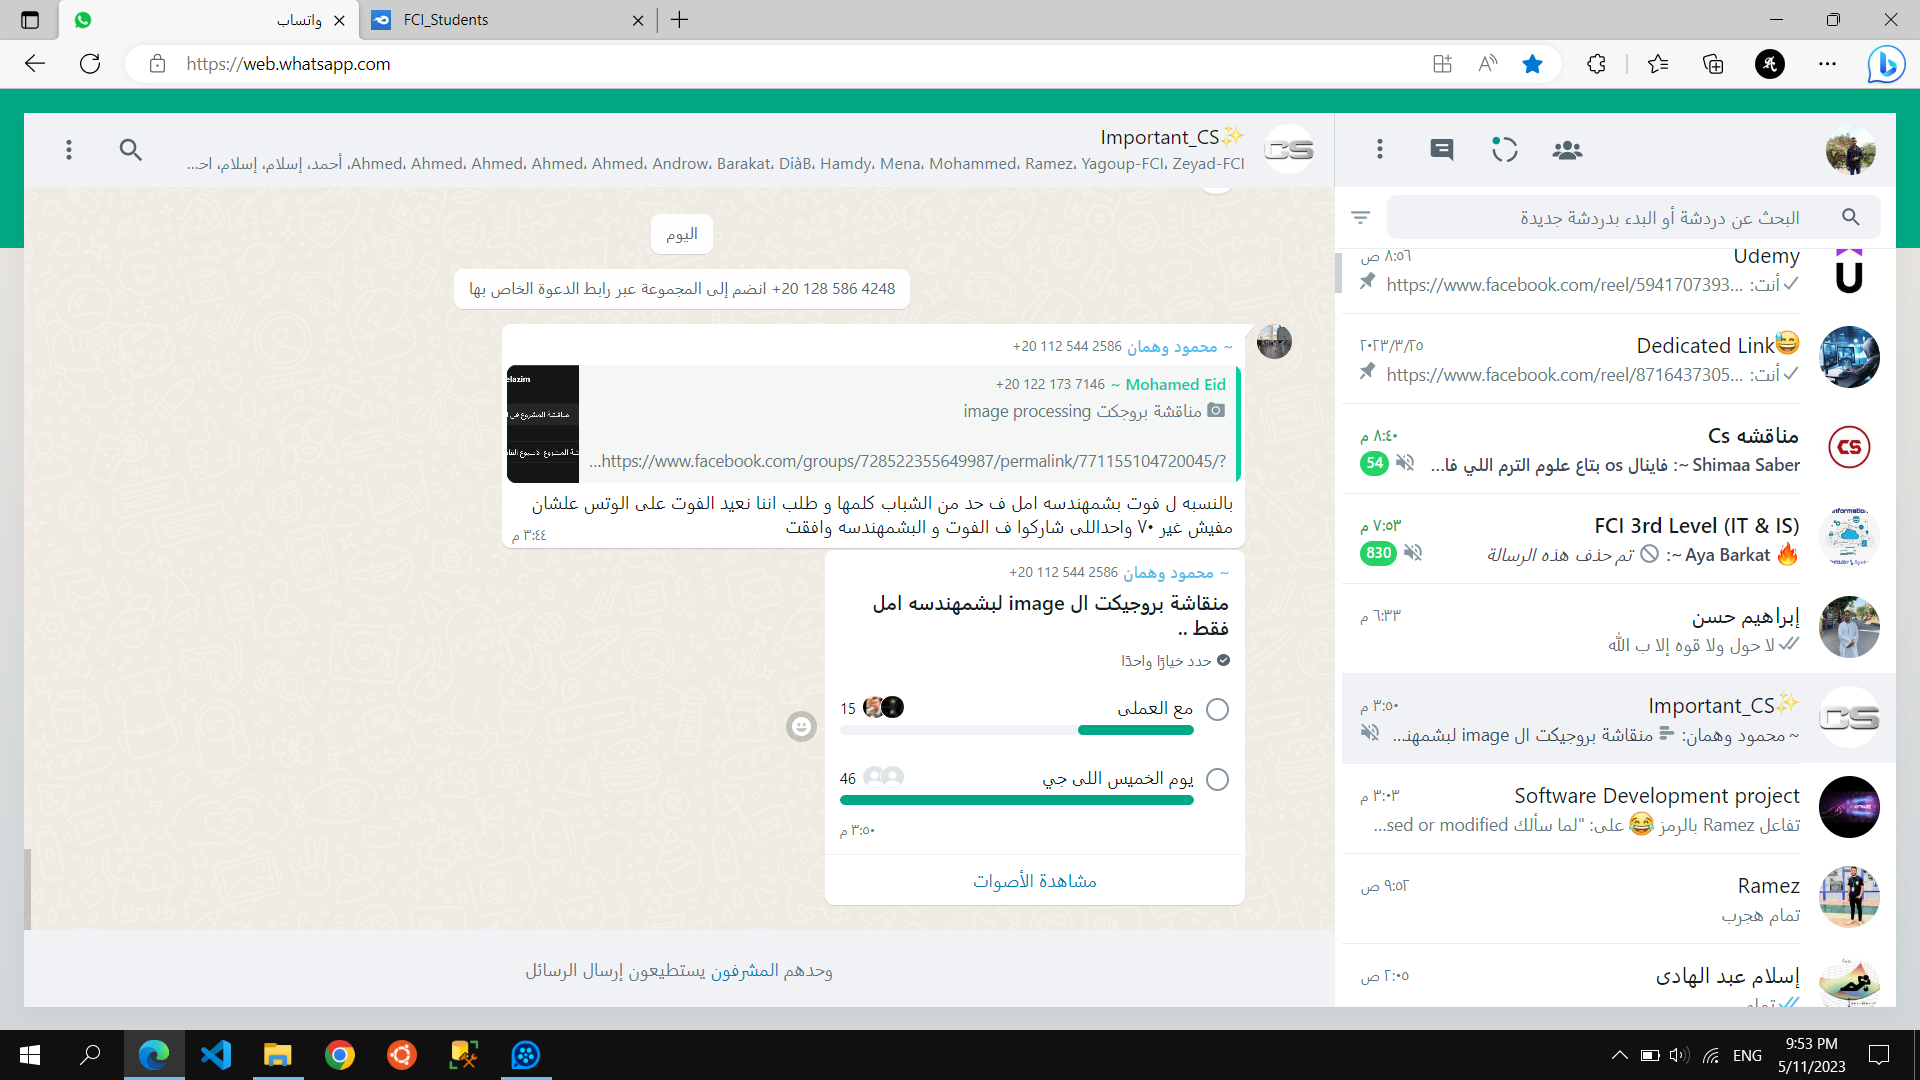 واتساب
FCI_Students
https://web.whatsapp.com
Important_CS✨
Ahmed، Ahmed، Ahmed، Ahmed، Ahmed، Androw، Barakat، DiàB، Hamdy، Mena، Mohammed، Ramez، Yagoup-FCI، Zeyad-FCI، أحمد، إسلام، إسلام، اح...
CS
اليوم
+20 128 586 4248 انضم إلى المجموعة عبر رابط الدعوة الخاص بها
~ محمود وهمان +20 112 544 2586
~ Mohamed Eid +20 122 173 7146
مناقشة بروجكت image processing
https://www.facebook.com/groups/728522355649987/permalink/771155104720045/?...
elazim
بالنسبه ل فوت بشمهندسه امل ف حد من الشباب كلمها و طلب اننا نعيد الفوت على الوتس علشان
مفيش غير ٧٠ واحداللى شاركوا ف الفوت و البشمهندسه وافقت
٣:٤٤ م
~ محمود وهمان +20 112 544 2586
منقاشة بروجيكت ال image لبشمهندسه امل
فقط ..
حدد خيارًا واحدًا
مع العملى
15
يوم الخميس اللى جي
46
٣:٥٠ م
مشاهدة الأصوات
وحدهم المشرفون يستطيعون إرسال الرسائل
البحث عن دردشة أو البدء بدردشة جديدة
Udemy
٨:٥٦ ص
أنت: https://www.facebook.com/reel/5941707393...
U
Dedicated Link😅
٢٠٢٣/٣/٢٥
أنت: https://www.facebook.com/reel/8716437305...
مناقشه Cs
٨:٤٠ م
~ Shimaa Saber: فاينال os بتاع علوم الترم اللي فا...
54
CS
FCI 3rd Level (IT & IS)
٧:٥٣ م
🔥 Aya Barkat ~: تم حذف هذه الرسالة
830
إبراهيم حسن
٦:٣٣ م
لا حول ولا قوه إلا ب الله
Important_CS✨
٣:٥٠ م
~ محمود وهمان: منقاشة بروجيكت ال image لبشمهند...
CS
Software Development project
٣:٠٣ م
تفاعل Ramez بالرمز 😂 على: "لما سألك sed or modified...
Ramez
٩:٥٢ ص
تمام هجرب
إسلام عبد الهادى
٢:٠٥ ص
تمام
ENG
9:53 PM
5/11/2023